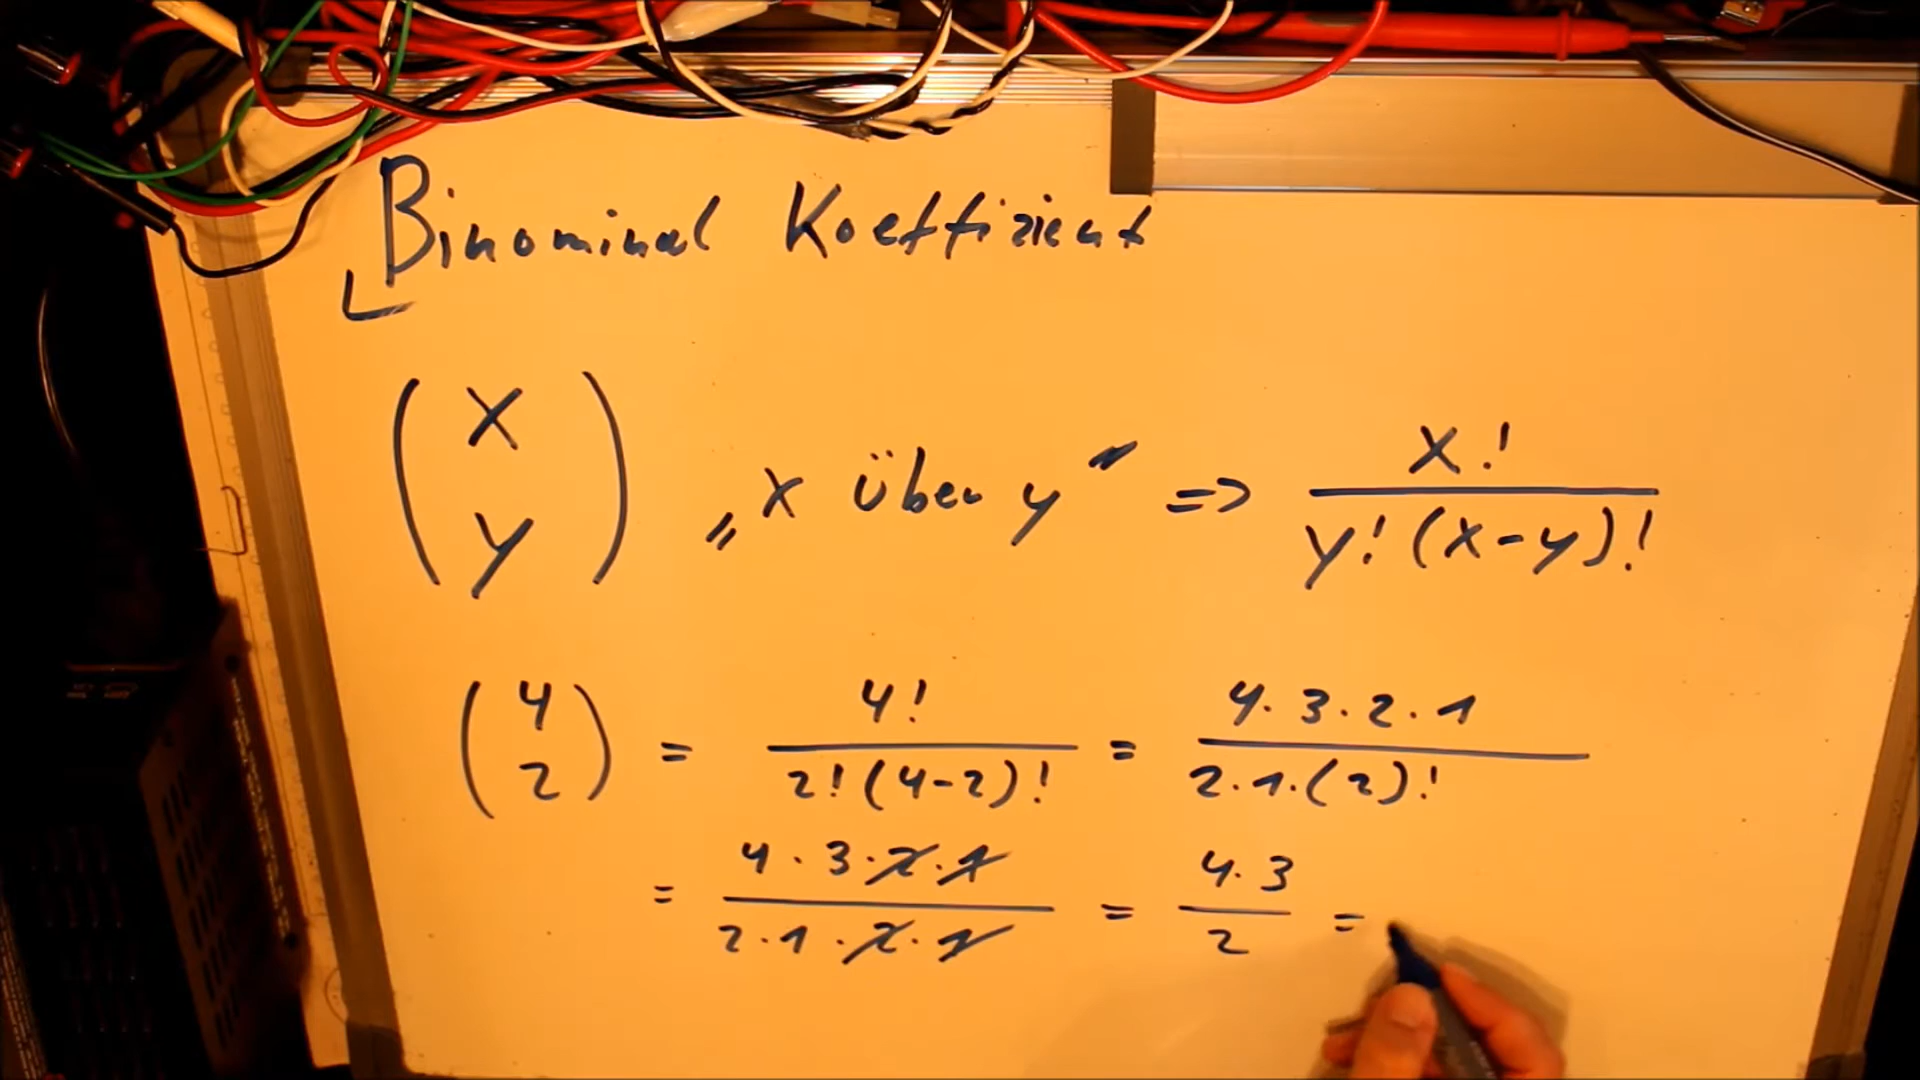 Binominal Koeffizient
(x y) „x über y“ => x! / y!(x-y)!
(4 2) = 4! / 2!(4-2)! = 4·3·2·1 / 2·1·(2)!
= 4·3·2·1 / 2·1·2·1 = 4·3 / 2 =